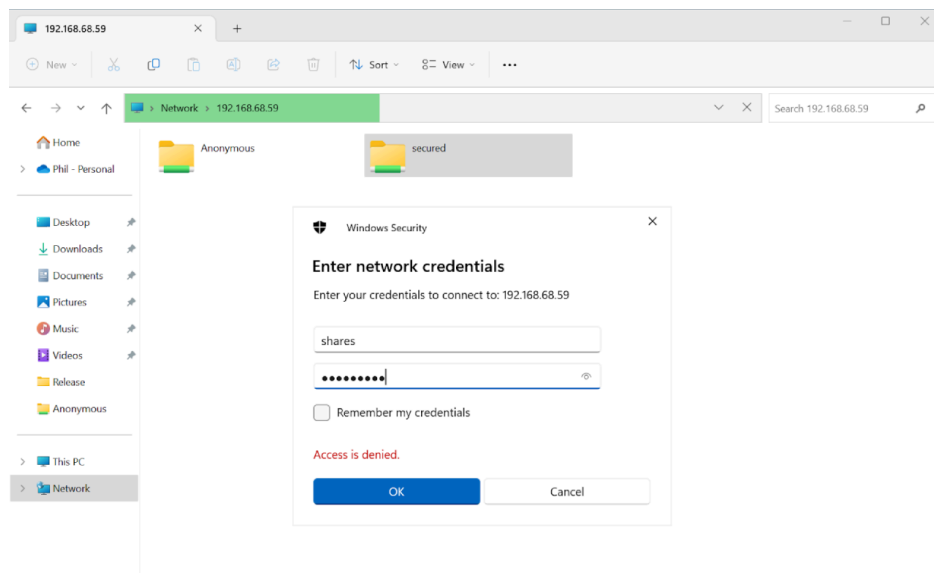 192.168.68.59
New
Sort
View
Network > 192.168.68.59
Search 192.168.68.59
Home
Phil - Personal
Desktop
Downloads
Documents
Pictures
Music
Videos
Release
Anonymous
This PC
Network
Anonymous
secured
Windows Security
Enter network credentials
Enter your credentials to connect to: 192.168.68.59
shares
•••••••••
Remember my credentials
Access is denied.
OK
Cancel